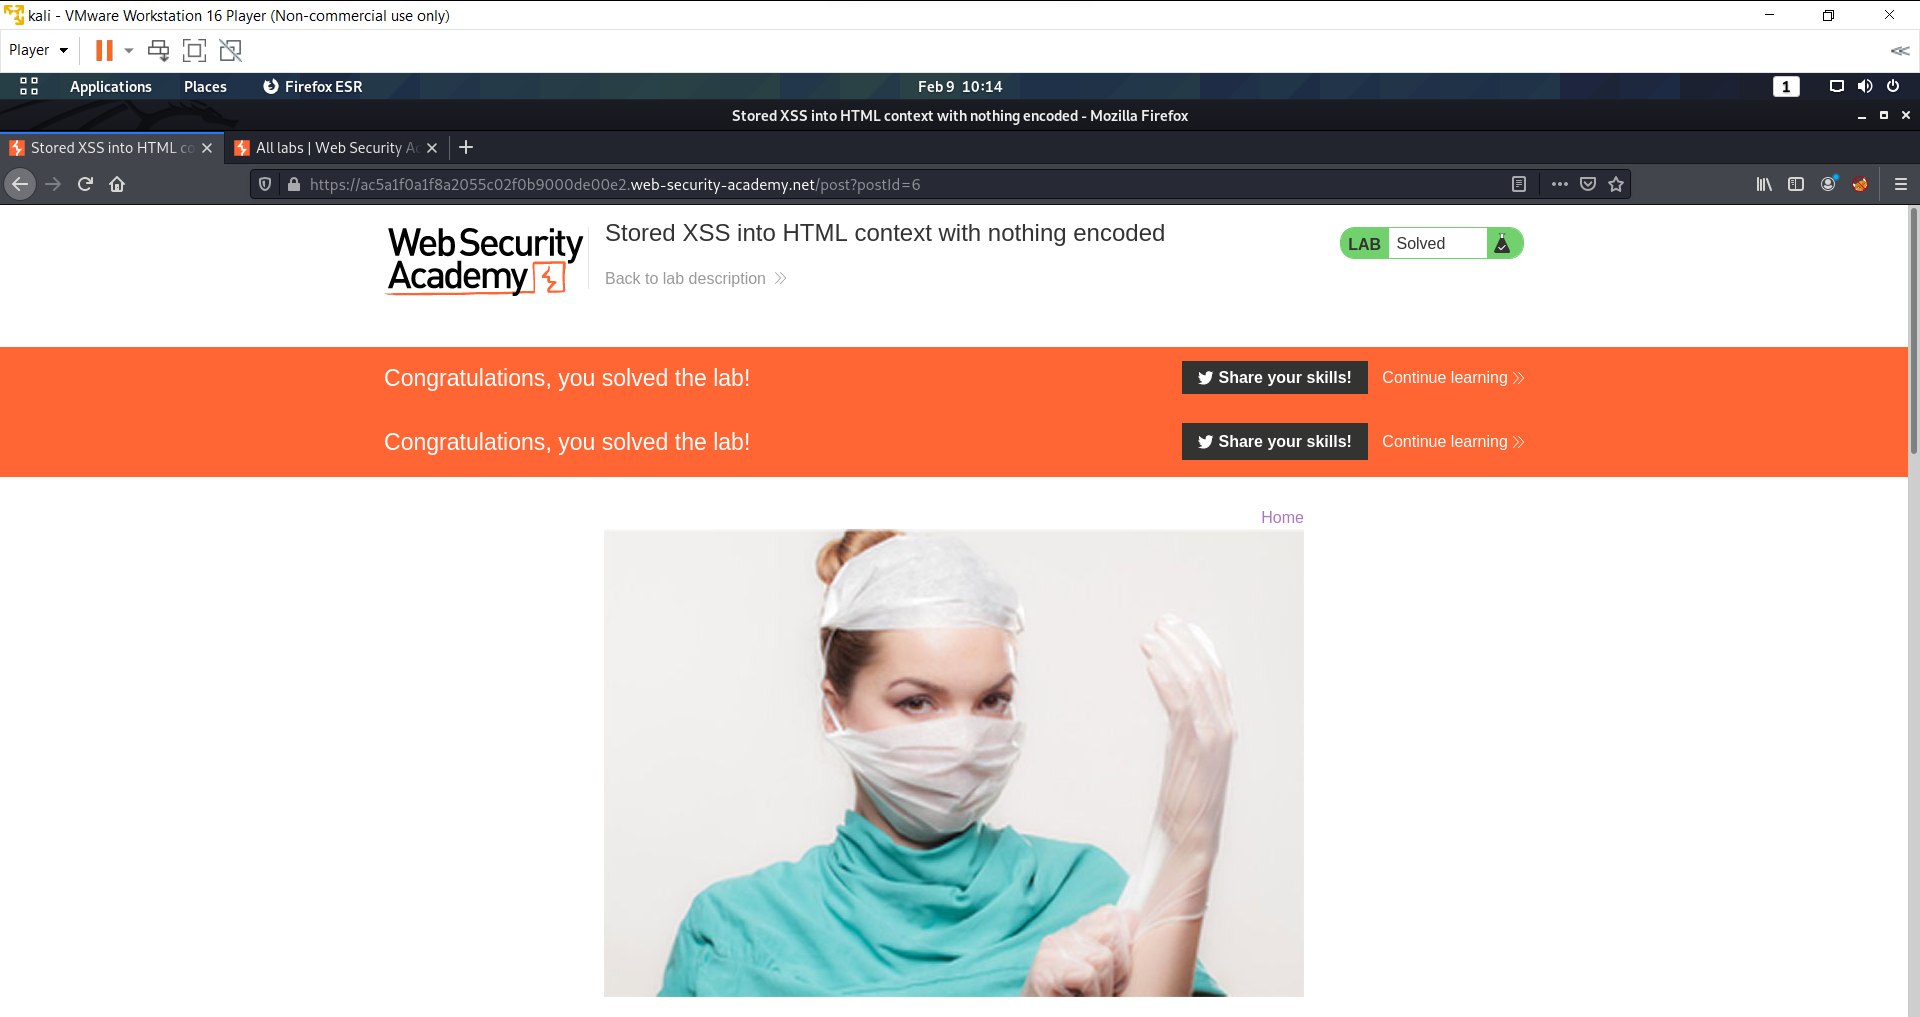 kali - VMware Workstation 16 Player (Non-commercial use only)
Player
Applications Places Firefox ESR Feb 9 10:14 1
Stored XSS into HTML context with nothing encoded - Mozilla Firefox
Stored XSS into HTML co All labs | Web Security Ac
https://ac5a1f0a1f8a2055c02f0b9000de00e2.web-security-academy.net/post?postId=6
Web Security
Academy
Stored XSS into HTML context with nothing encoded
Back to lab description
LAB Solved
Congratulations, you solved the lab! Share your skills! Continue learning
Congratulations, you solved the lab! Share your skills! Continue learning
Home